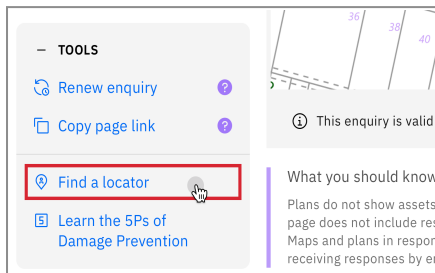 TOOLS
Renew enquiry ?
Copy page link ?
Find a locator
5 Learn the 5Ps of
Damage Prevention
36
38
40
This enquiry is valid
What you should know
Plans do not show assets
page does not include
Maps and plans in
receiving responses by